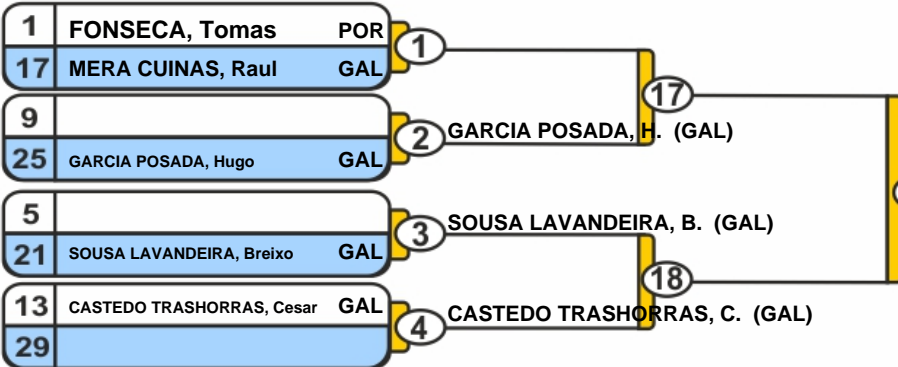 1 FONSECA, Tomas POR
17 MERA CUINAS, Raul GAL
1
17
9
25 GARCIA POSADA, Hugo GAL
2
GARCIA POSADA, H. (GAL)
5
21 SOUSA LAVANDEIRA, Breixo GAL
3
SOUSA LAVANDEIRA, B. (GAL)
18
13 CASTEDO TRASHORRAS, Cesar GAL
29
4
CASTEDO TRASHORRAS, C. (GAL)